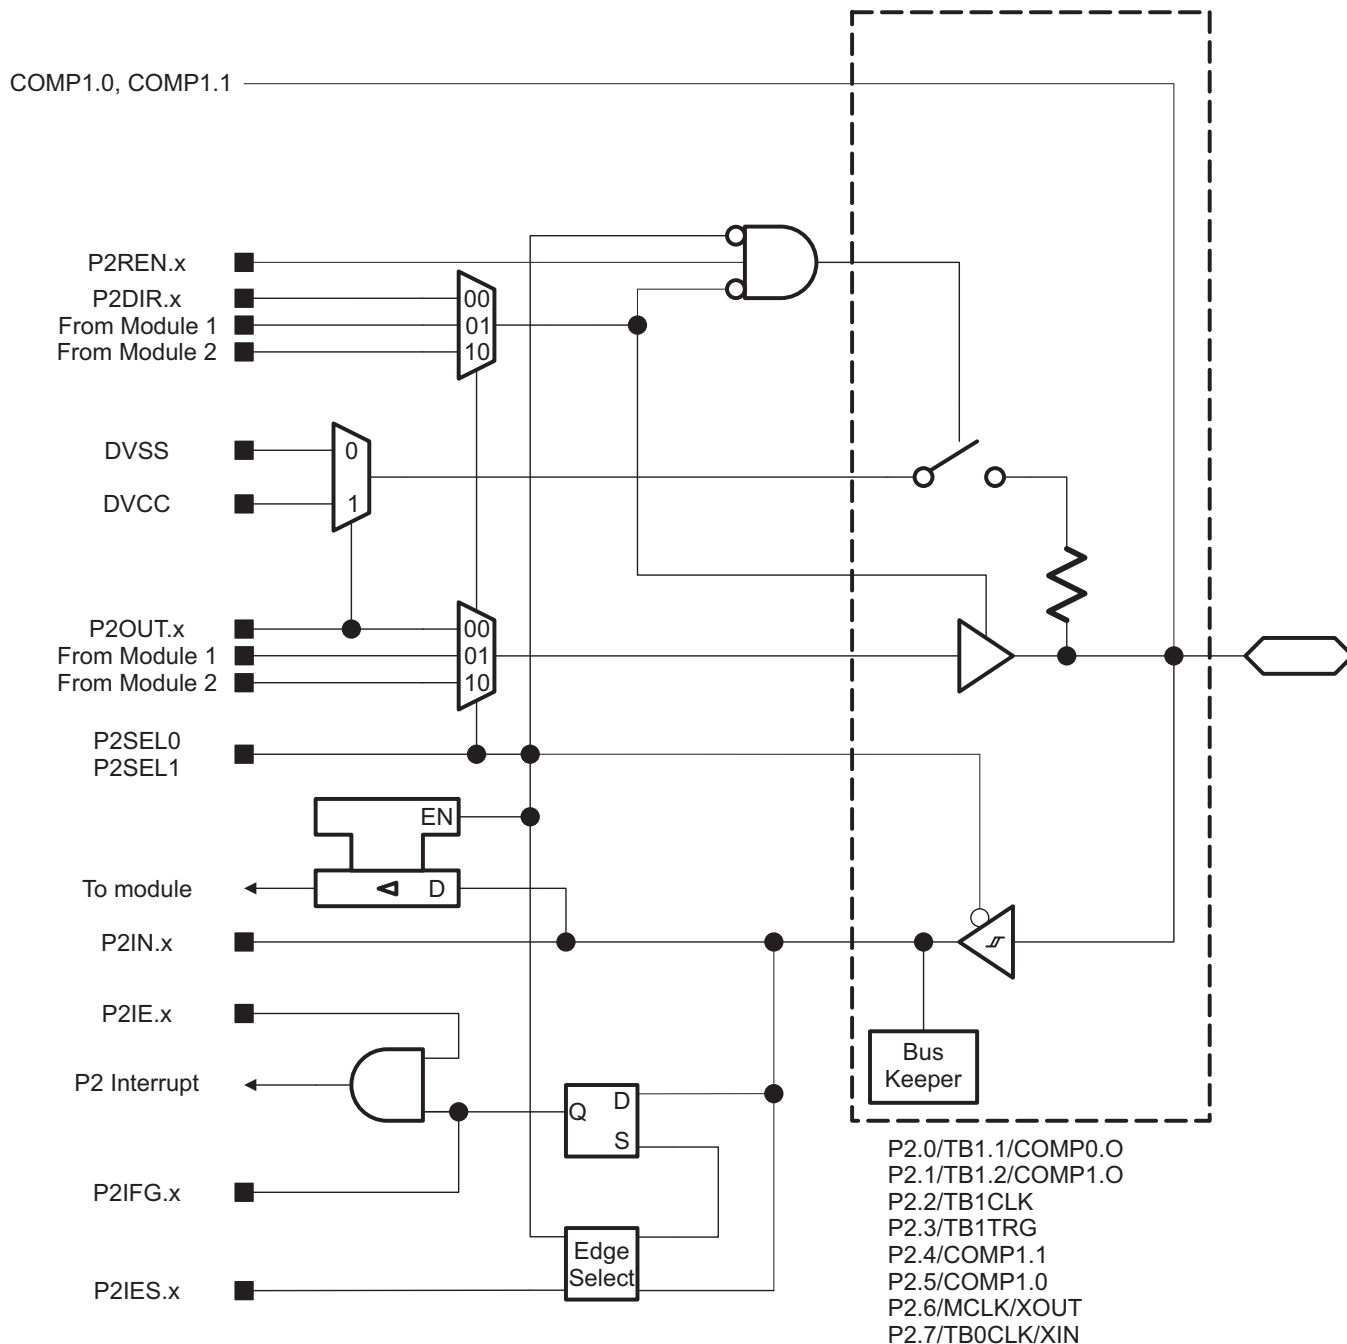 COMP1.0, COMP1.1
P2REN.x
P2DIR.x
From Module 1
From Module 2
00
01
10
DVSS
DVCC
0
1
P2OUT.x
From Module 1
From Module 2
00
01
10
P2SEL0
P2SEL1
EN
To module
D
P2IN.x
P2IE.x
Bus
Keeper
P2 Interrupt
Q
D
S
P2IFG.x
Edge
Select
P2IES.x
P2.0/TB1.1/COMP0.O
P2.1/TB1.2/COMP1.O
P2.2/TB1CLK
P2.3/TB1TRG
P2.4/COMP1.1
P2.5/COMP1.0
P2.6/MCLK/XOUT
P2.7/TB0CLK/XIN